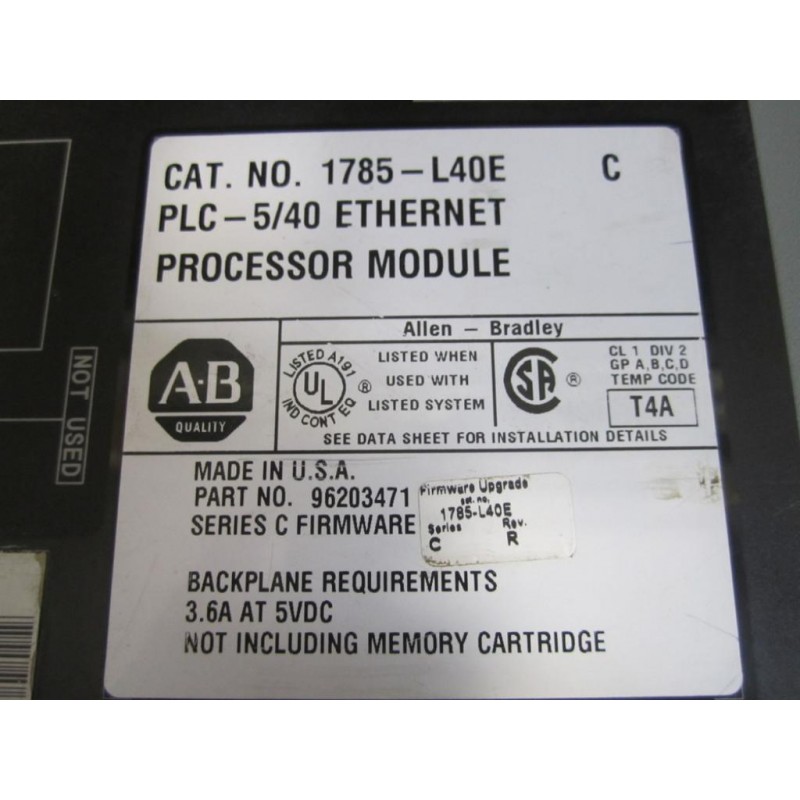 CAT. NO. 1785-L40E C
PLC-5/40 ETHERNET
PROCESSOR MODULE
Allen - Bradley
A-B
QUALITY
LISTED A191
UL
IND CONT EQ
®
LISTED WHEN
USED WITH
LISTED SYSTEM
SA
®
CL 1 DIV 2
GP A,B,C,D
TEMP CODE
T4A
SEE DATA SHEET FOR INSTALLATION DETAILS
NOT USED
MADE IN U.S.A.
PART NO. 96203471
SERIES C FIRMWARE
Firmware Upgrade
cat. no.
1785-L40E
Series Rev.
C R
BACKPLANE REQUIREMENTS
3.6A AT 5VDC
NOT INCLUDING MEMORY CARTRIDGE